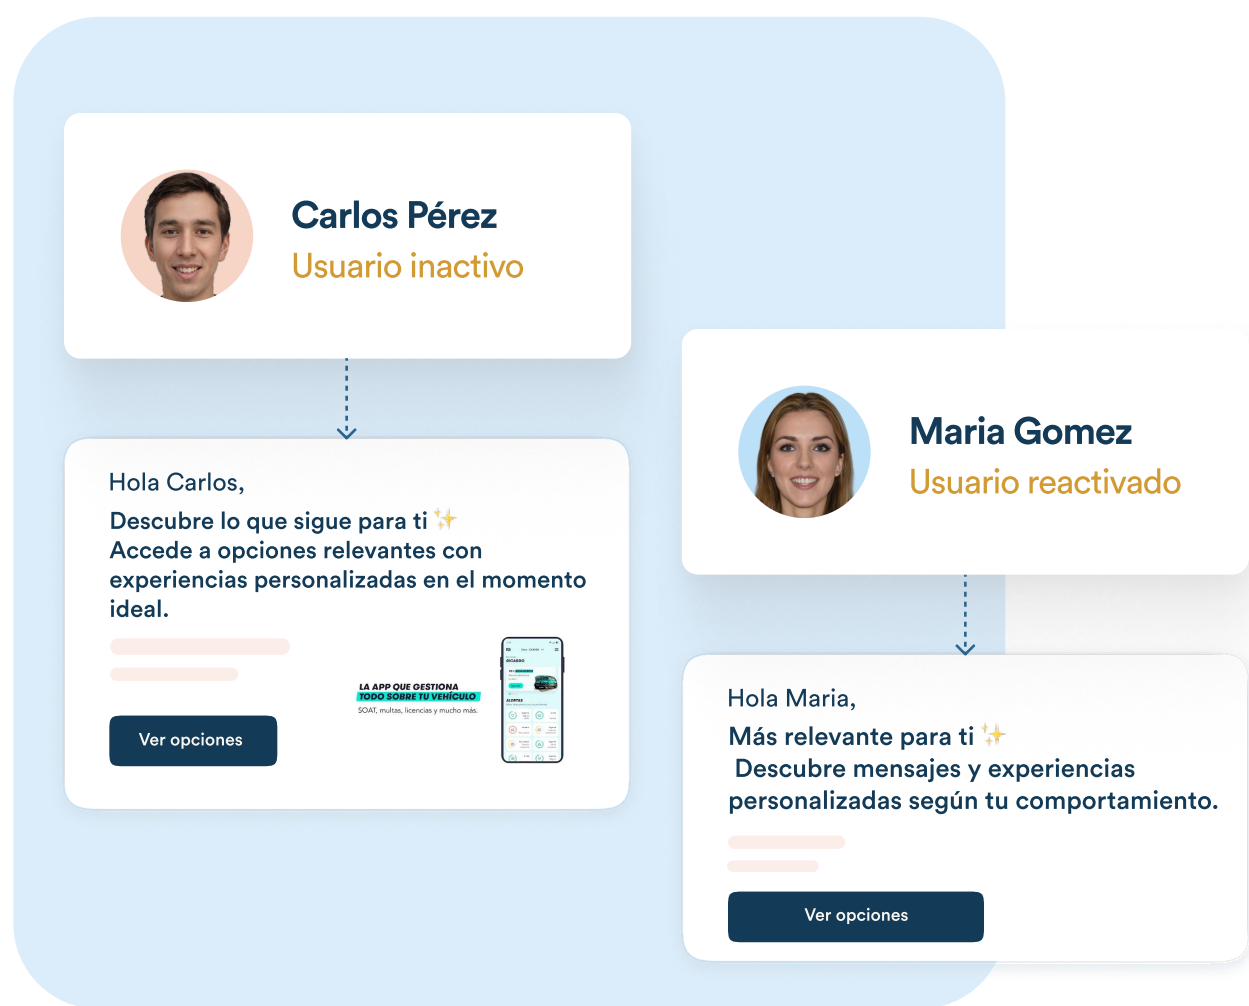 Carlos Pérez
Usuario inactivo
Hola Carlos,
Descubre lo que sigue para ti ✨
Accede a opciones relevantes con
experiencias personalizadas en el momento
ideal.
LA APP QUE GESTIONA
TODO SOBRE TU VEHÍCULO
SOAT, multas, licencias y mucho más.
RICARDO
ALERTAS
Ver opciones
Maria Gomez
Usuario reactivado
Hola Maria,
Más relevante para ti ✨
Descubre mensajes y experiencias
personalizadas según tu comportamiento.
Ver opciones